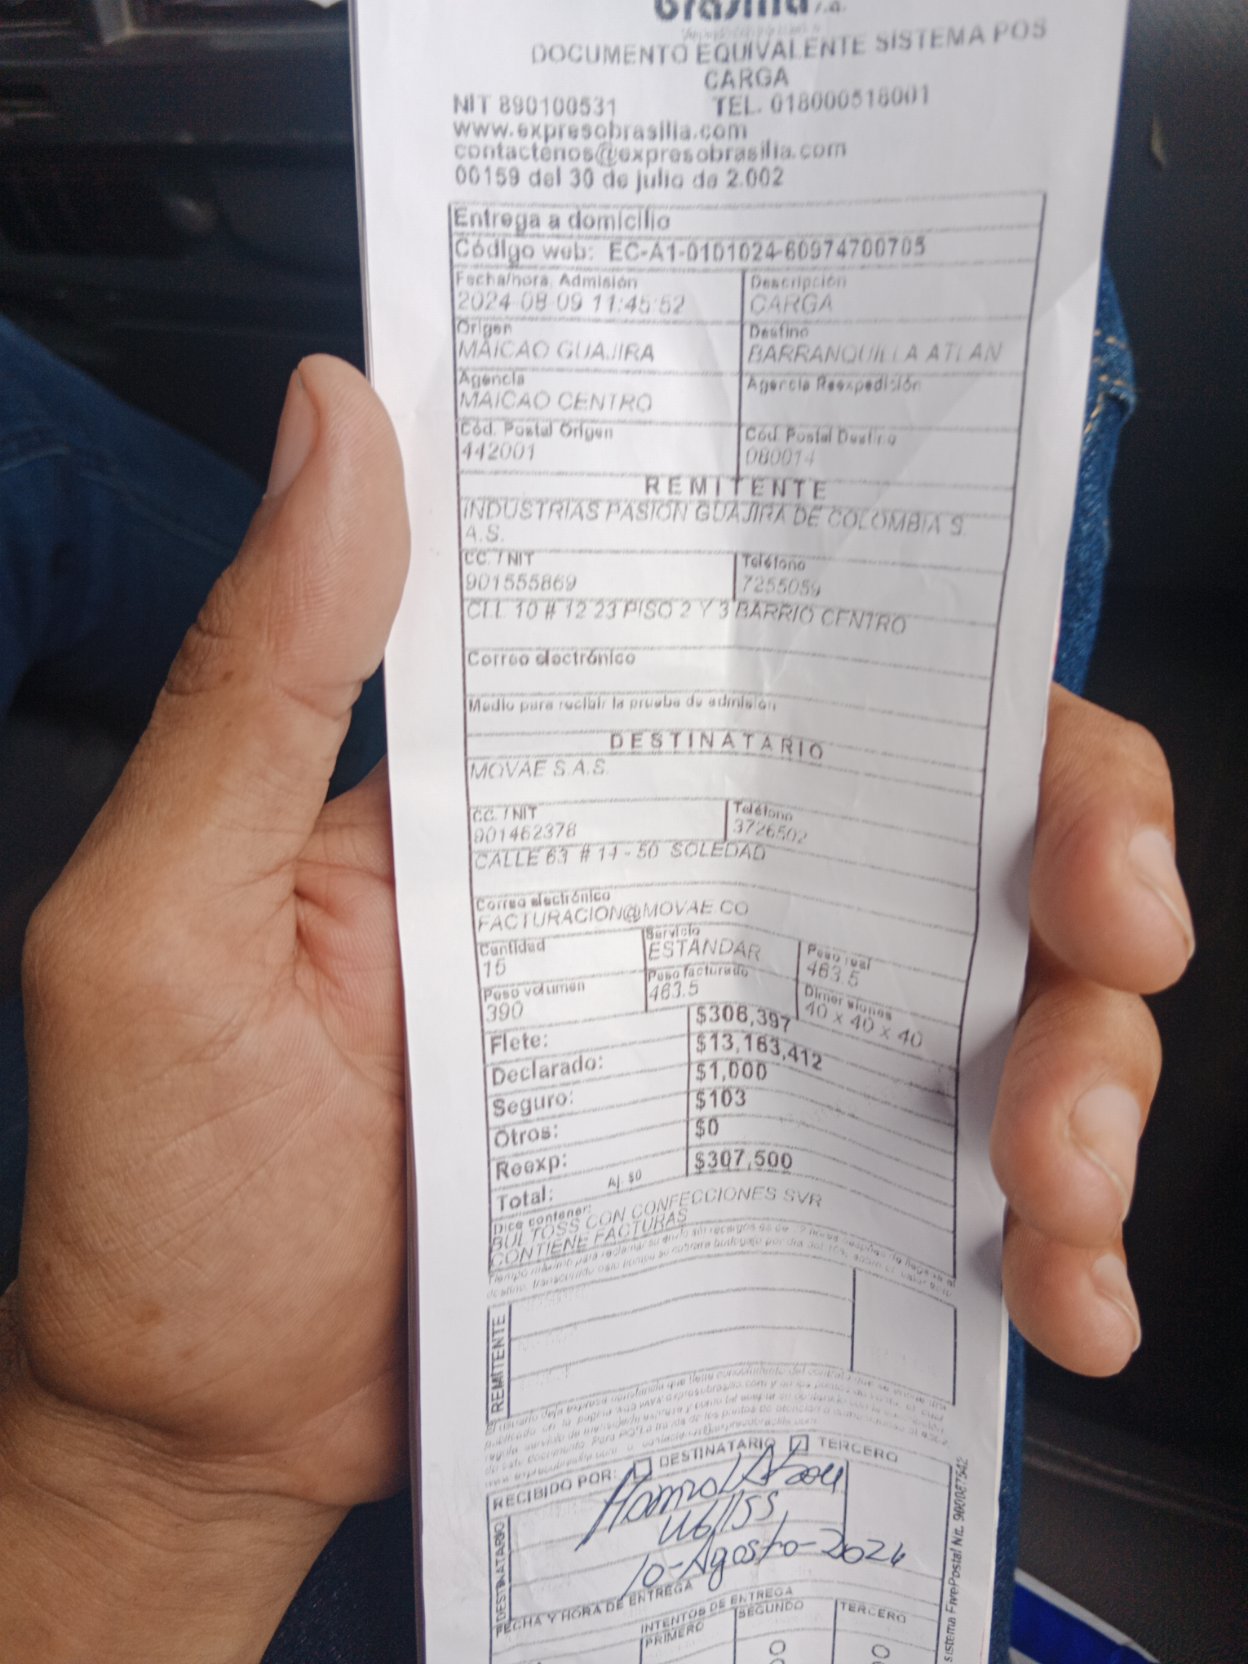 Brasilia s.a.
DOCUMENTO EQUIVALENTE SISTEMA POS
CARGA
NIT 890100531 TEL. 018000518001
www.expresobrasilia.com
contactenos@expresobrasilia.com
00159 del 30 de julio de 2.002
Entrega a domicilio
Código web: EC-A1-0101024-60974700705
Fecha/hora. Admisión Descripción
2024-08-09 11:45:52 CARGA
Origen Destino
MAICAO GUAJIRA BARRANQUILLA ATLAN
Agencia Agencia Reexpedición
MAICAO CENTRO
Cód. Postal Origen Cód. Postal Destino
442001 080014
REMITENTE
INDUSTRIAS PASION GUAJIRA DE COLOMBIA S.
A.S.
CC. / NIT Teléfono
901555869 7255059
CLL 10 # 12 23 PISO 2 Y 3 BARRIO CENTRO
Correo electrónico
Medio para recibir la prueba de admisión
DESTINATARIO
MOVAE S.A.S.
CC. / NIT Teléfono
901462378 3726502
CALLE 63 # 14 - 50 SOLEDAD
Correo electrónico
FACTURACION@MOVAE.CO
Cantidad Servicio Peso real
15 ESTANDAR 463.5
Peso volumen Peso facturado Dimensiones
390 463.5 40 x 40 x 40
Flete: $306,397
Declarado: $13,163,412
Seguro: $1,000
Otros: $103
Reexp: $0
Total: Aj. $0 $307,500
Dice contener:
BULTOSS CON CONFECCIONES SVR
CONTIENE FACTURAS
REMITENTE
RECIBIDO POR: DESTINATARIO TERCERO
DESTINATARIO
10-Agosto-2024
FECHA Y HORA DE ENTREGA
INTENTOS DE ENTREGA
PRIMERO SEGUNDO TERCERO
sistema FivePostal Nit. 900087542